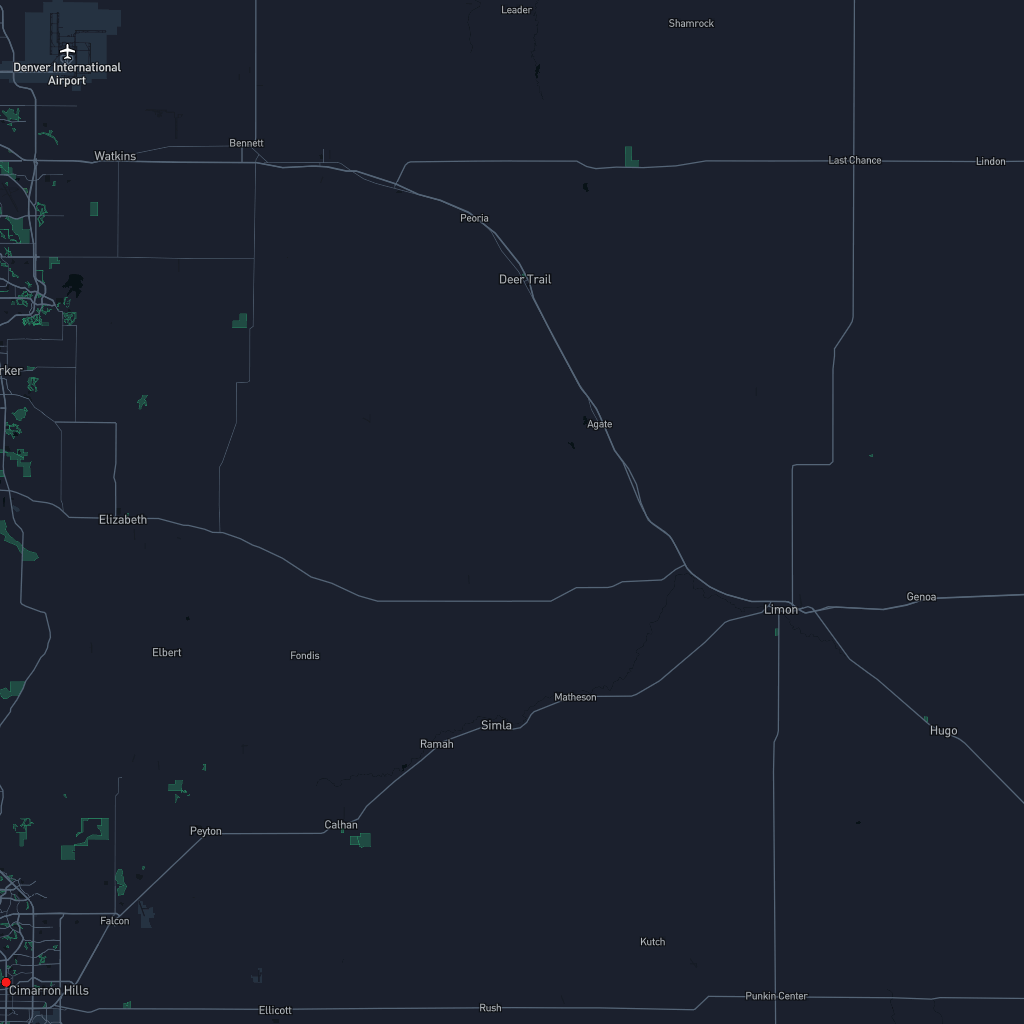 Leader
Shamrock
Denver International
Airport
Bennett
Watkins
Last Chance
Lindon
Peoria
Deer Trail
rker
Agate
Elizabeth
Genoa
Limon
Elbert
Fondis
Matheson
Simla
Hugo
Ramah
Calhan
Peyton
Falcon
Kutch
Cimarron Hills
Punkin Center
Rush
Ellicott